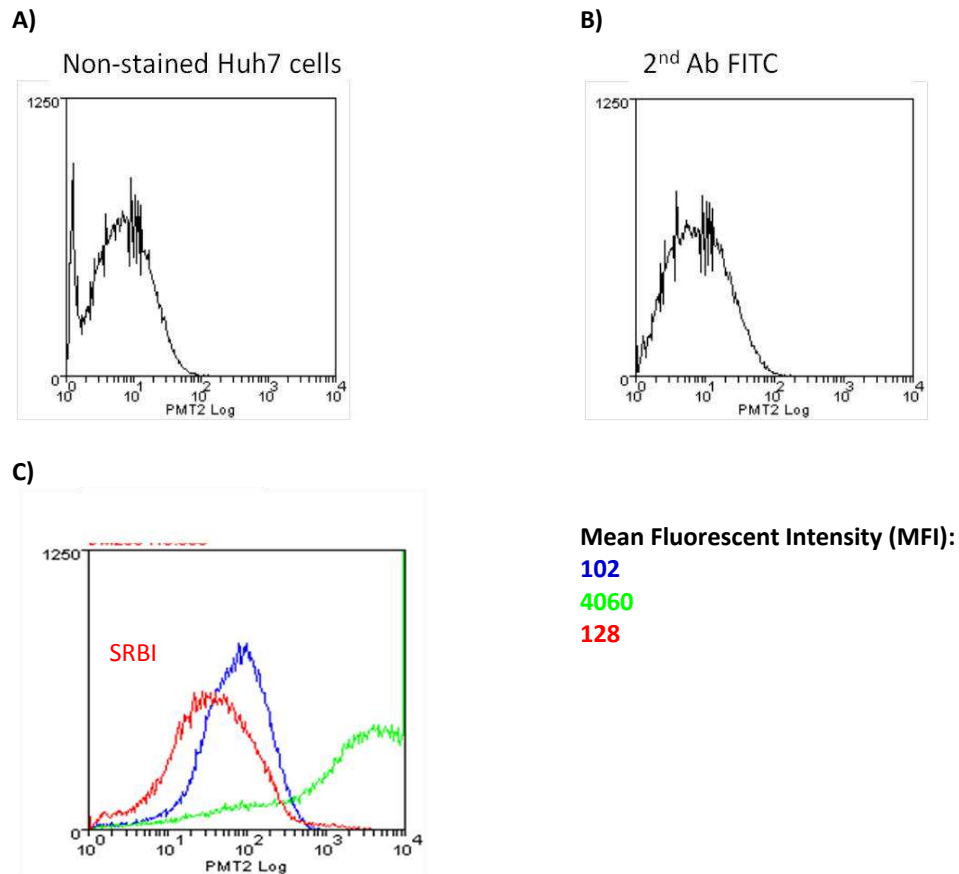 A)
Non-stained Huh7 cells
1250
0
10^0 10^1 10^2 10^3 10^4
PMT2 Log
B)
2nd Ab FITC
1250
0
10^0 10^1 10^2 10^3 10^4
PMT2 Log
C)
1250
SRBI
0
10^0 10^1 10^2 10^3 10^4
PMT2 Log
Mean Fluorescent Intensity (MFI):
102
4060
128